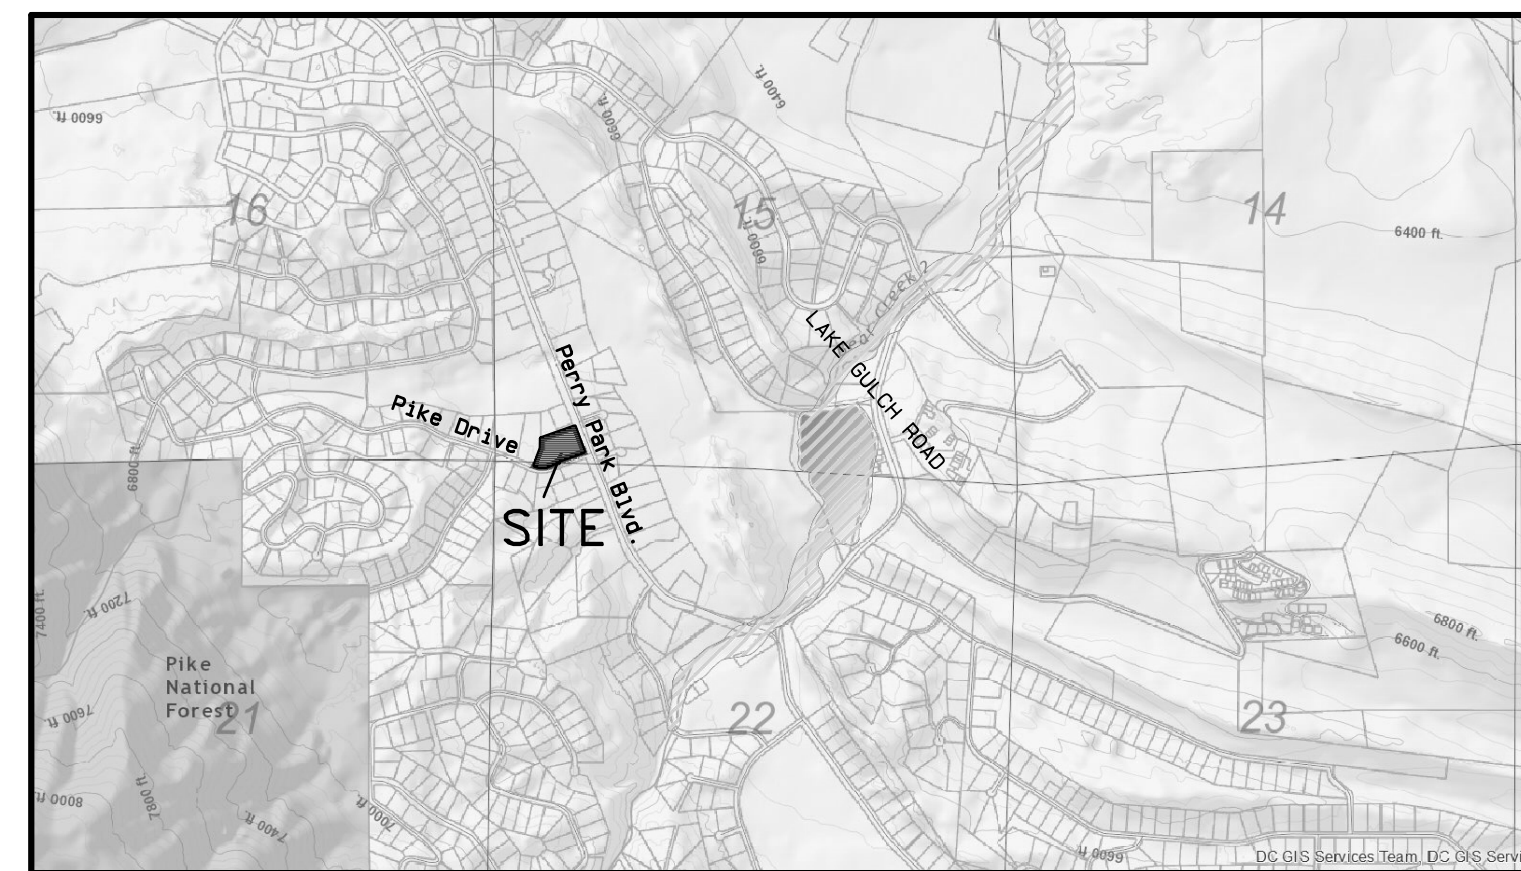 6400 ft.
6600 ft.
6600 ft.
16
15
14
6600 ft.
6400 ft.
Creek 2
LAKE GULCH ROAD
Perry Park Blvd.
Pike Drive
6800 ft.
SITE
7400 ft.
7200 ft.
6800 ft.
6600 ft.
Pike
National
Forest
21
22
23
7600 ft.
8000 ft.
7800 ft.
7400 ft.
7000 ft.
6600 ft.
DC GIS Services Team, DC GIS Servi